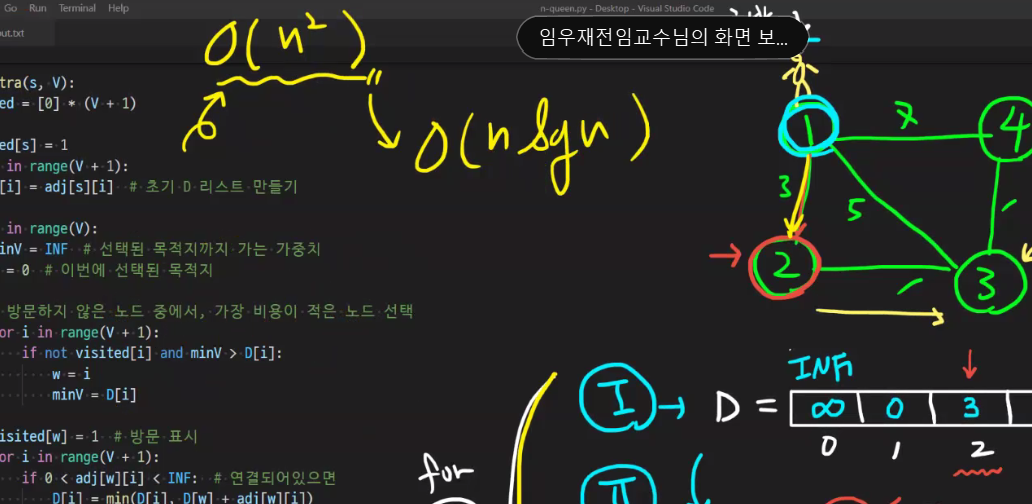 Go Run Terminal Help
n-queen.py - Desktop - Visual Studio Code
임우재전임교수님의 화면 보...
ut.txt
O(n²)
O(n lgn)
tra(s, V):
ed = [0] * (V + 1)
ed[s] = 1
in range(V + 1):
[i] = adj[s][i] # 초기 D 리스트 만들기
in range(V):
inV = INF # 선택된 목적지까지 가는 가중치
= 0 # 이번에 선택된 목적지
방문하지 않은 노드 중에서, 가장 비용이 적은 노드 선택
or i in range(V + 1):
if not visited[i] and minV > D[i]:
w = i
minV = D[i]
isited[w] = 1 # 방문 표시
or i in range(V + 1):
if 0 < adj[w][i] < INF: # 연결되어있으면
D[i] = min(D[i], D[w] + adj[w][i])
1 7 4
3 5
2 3
INF
I → D = ∞ 0 3
0 1 2
for II